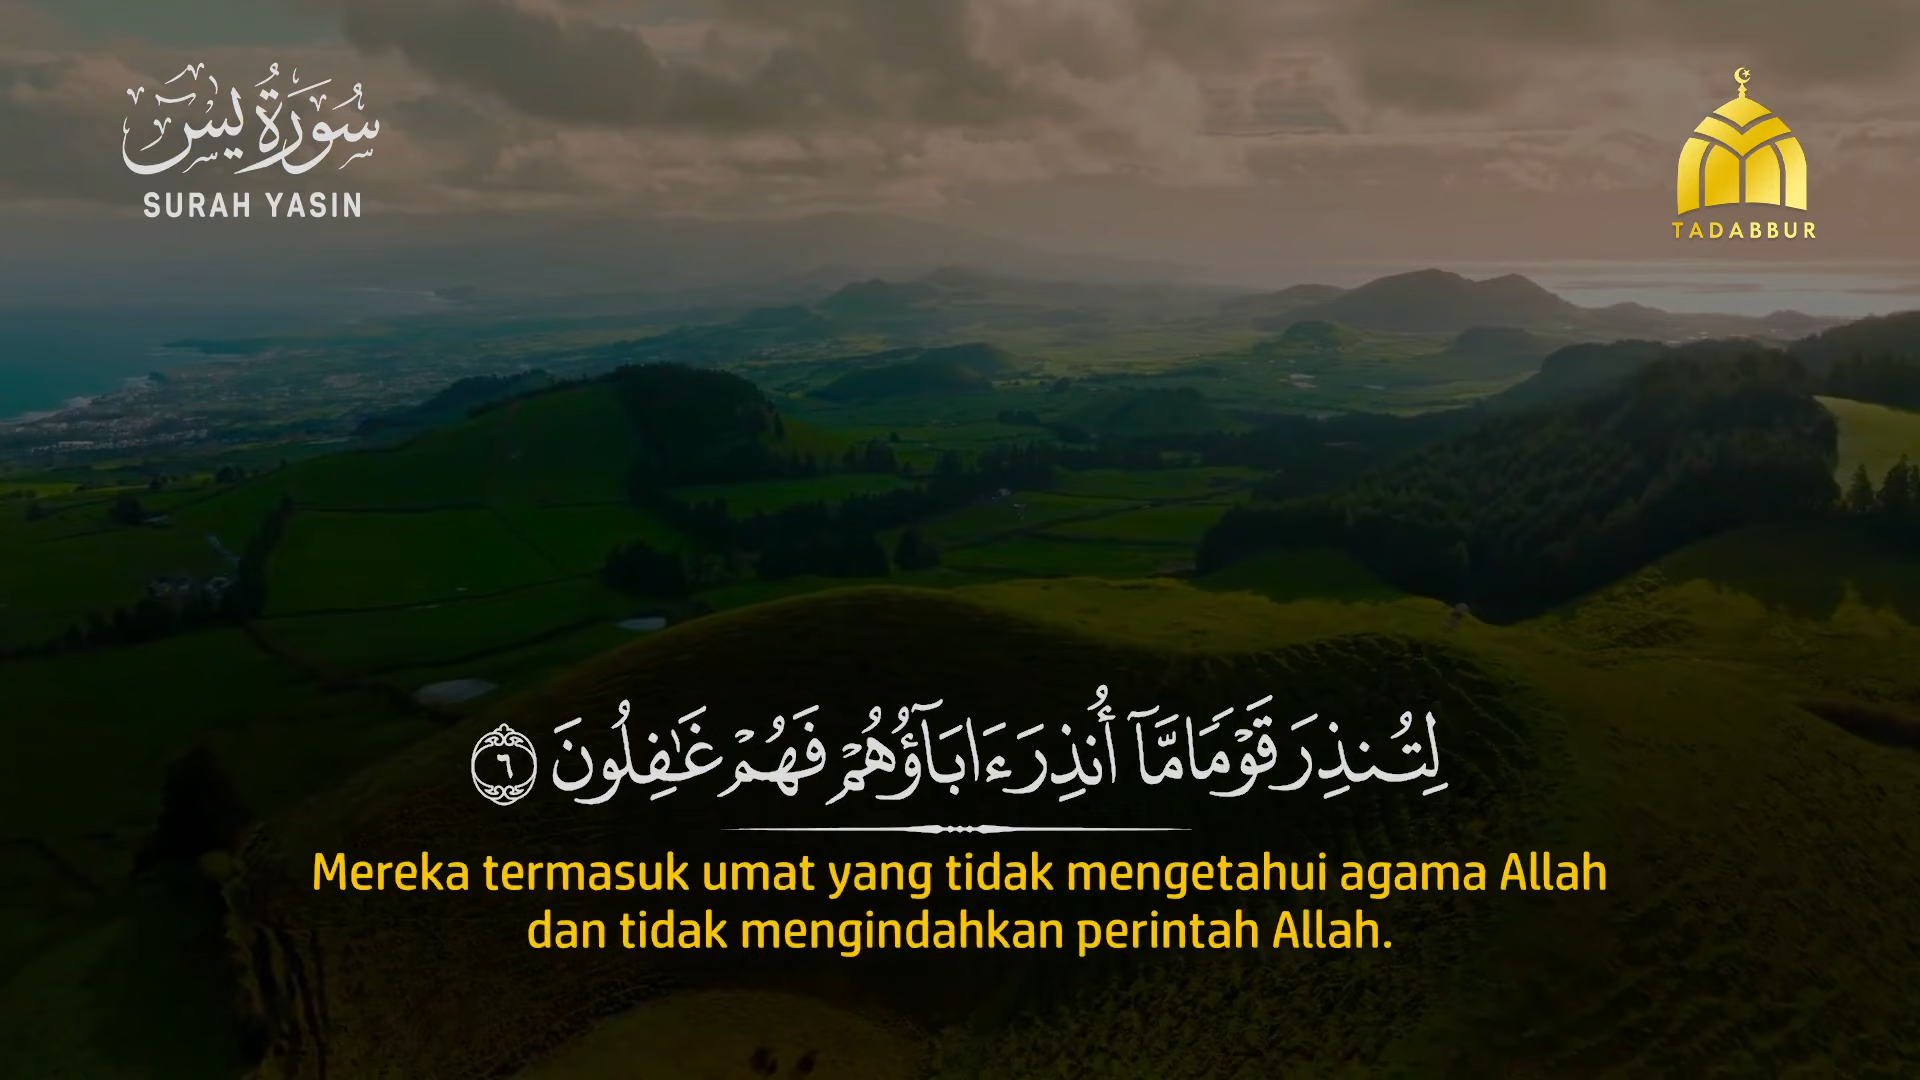 سُورَةُ يسٓ
SURAH YASIN
TADABBUR
لِتُنذِرَ قَوْمًا مَّآ أُنذِرَ ءَابَآؤُهُمْ فَهُمْ غَٰفِلُونَ ٦
Mereka termasuk umat yang tidak mengetahui agama Allah
dan tidak mengindahkan perintah Allah.